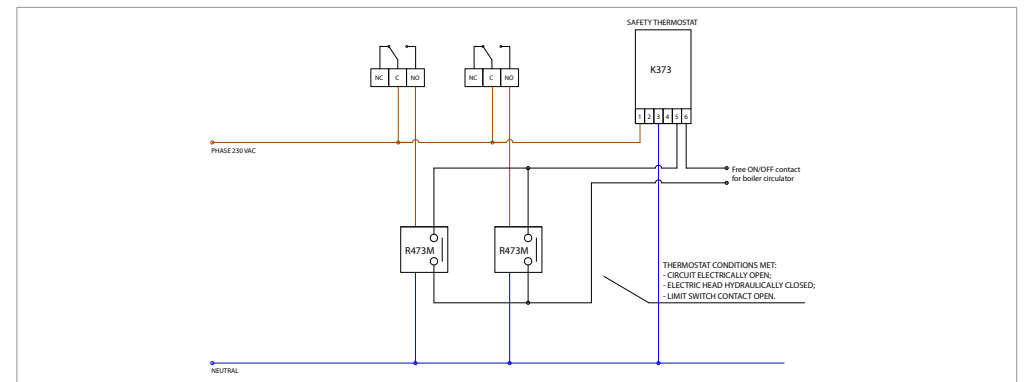 SAFETY THERMOSTAT
K373
NC C NO
NC C NO
1 2 3 4 5 6
PHASE 230 VAC
Free ON/OFF contact
for boiler circulator
R473M
R473M
THERMOSTAT CONDITIONS MET:
- CIRCUIT ELECTRICALLY OPEN;
- ELECTRIC HEAD HYDRAULICALLY CLOSED;
- LIMIT SWITCH CONTACT OPEN.
NEUTRAL